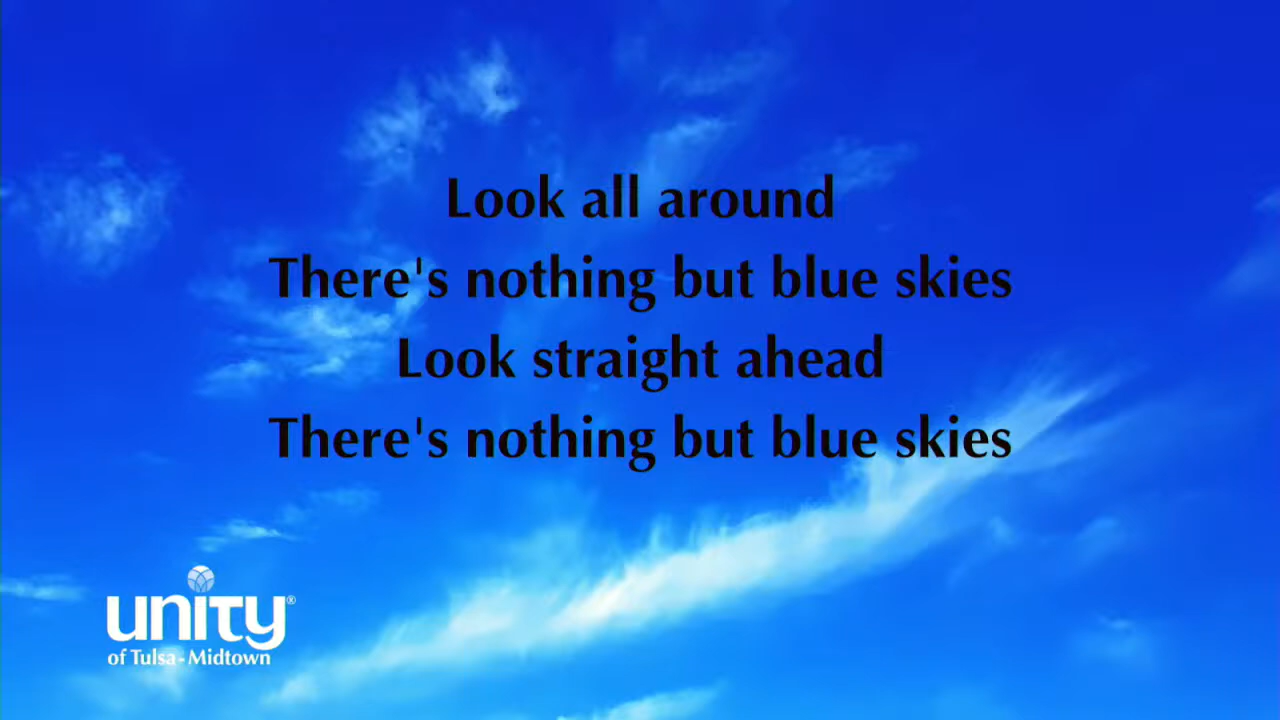 Look all around
There's nothing but blue skies
Look straight ahead
There's nothing but blue skies
unity®
of Tulsa-Midtown